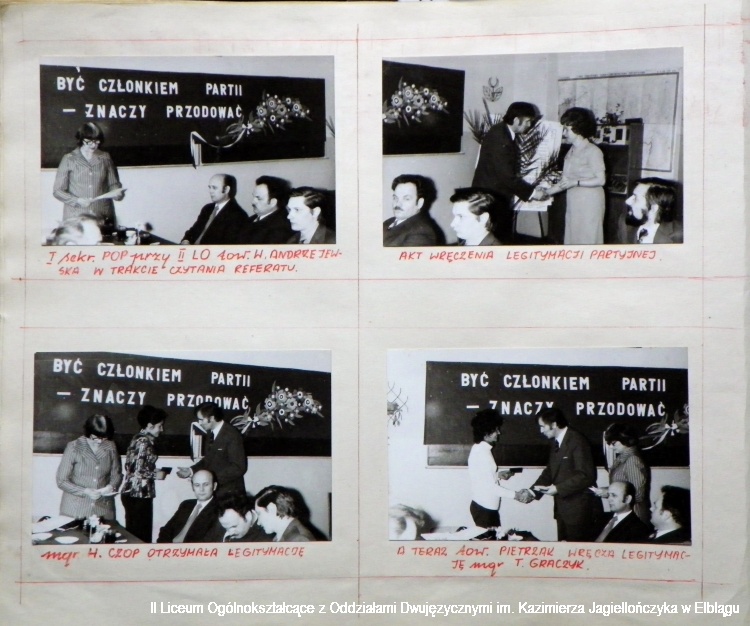 BYĆ CZŁONKIEM PARTII
— ZNACZY PRZODOWAĆ
I sekr. POP przy II LO tow. W. ANDRZEJEW-
SKA W TRAKCIE CZYTANIA REFERATU.
AKT WRĘCZENIA LEGITYMACJI PARTYJNEJ.
BYĆ CZŁONKIEM PARTII
— ZNACZY PRZODOWAĆ
mgr. H. CZOP OTRZYMAŁA LEGITYMACJĘ
BYĆ CZŁONKIEM PARTII
— ZNACZY PRZODOWAĆ
A TERAZ tow. PIETRZAK WRĘCZA LEGITYMAC-
JĘ mgr T. GRACZYK.
II Liceum Ogólnokształcące z Oddziałami Dwujęzycznymi im. Kazimierza Jagiellończyka w Elblągu